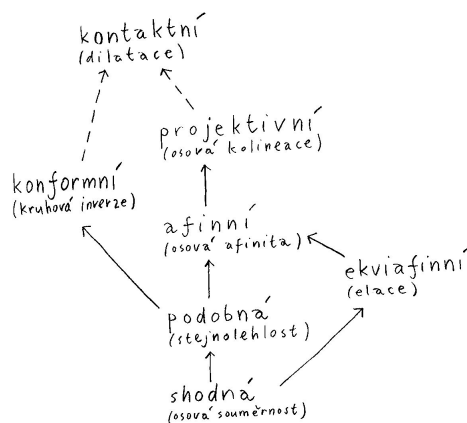 kontaktní
(dilatace)
projektivní
(osová kolineace)
konformní
(kruhová inverze)
afinní
(osová afinita)
ekviafinní
(elace)
podobná
(stejnolehlost)
shodná
(osová souměrnost)